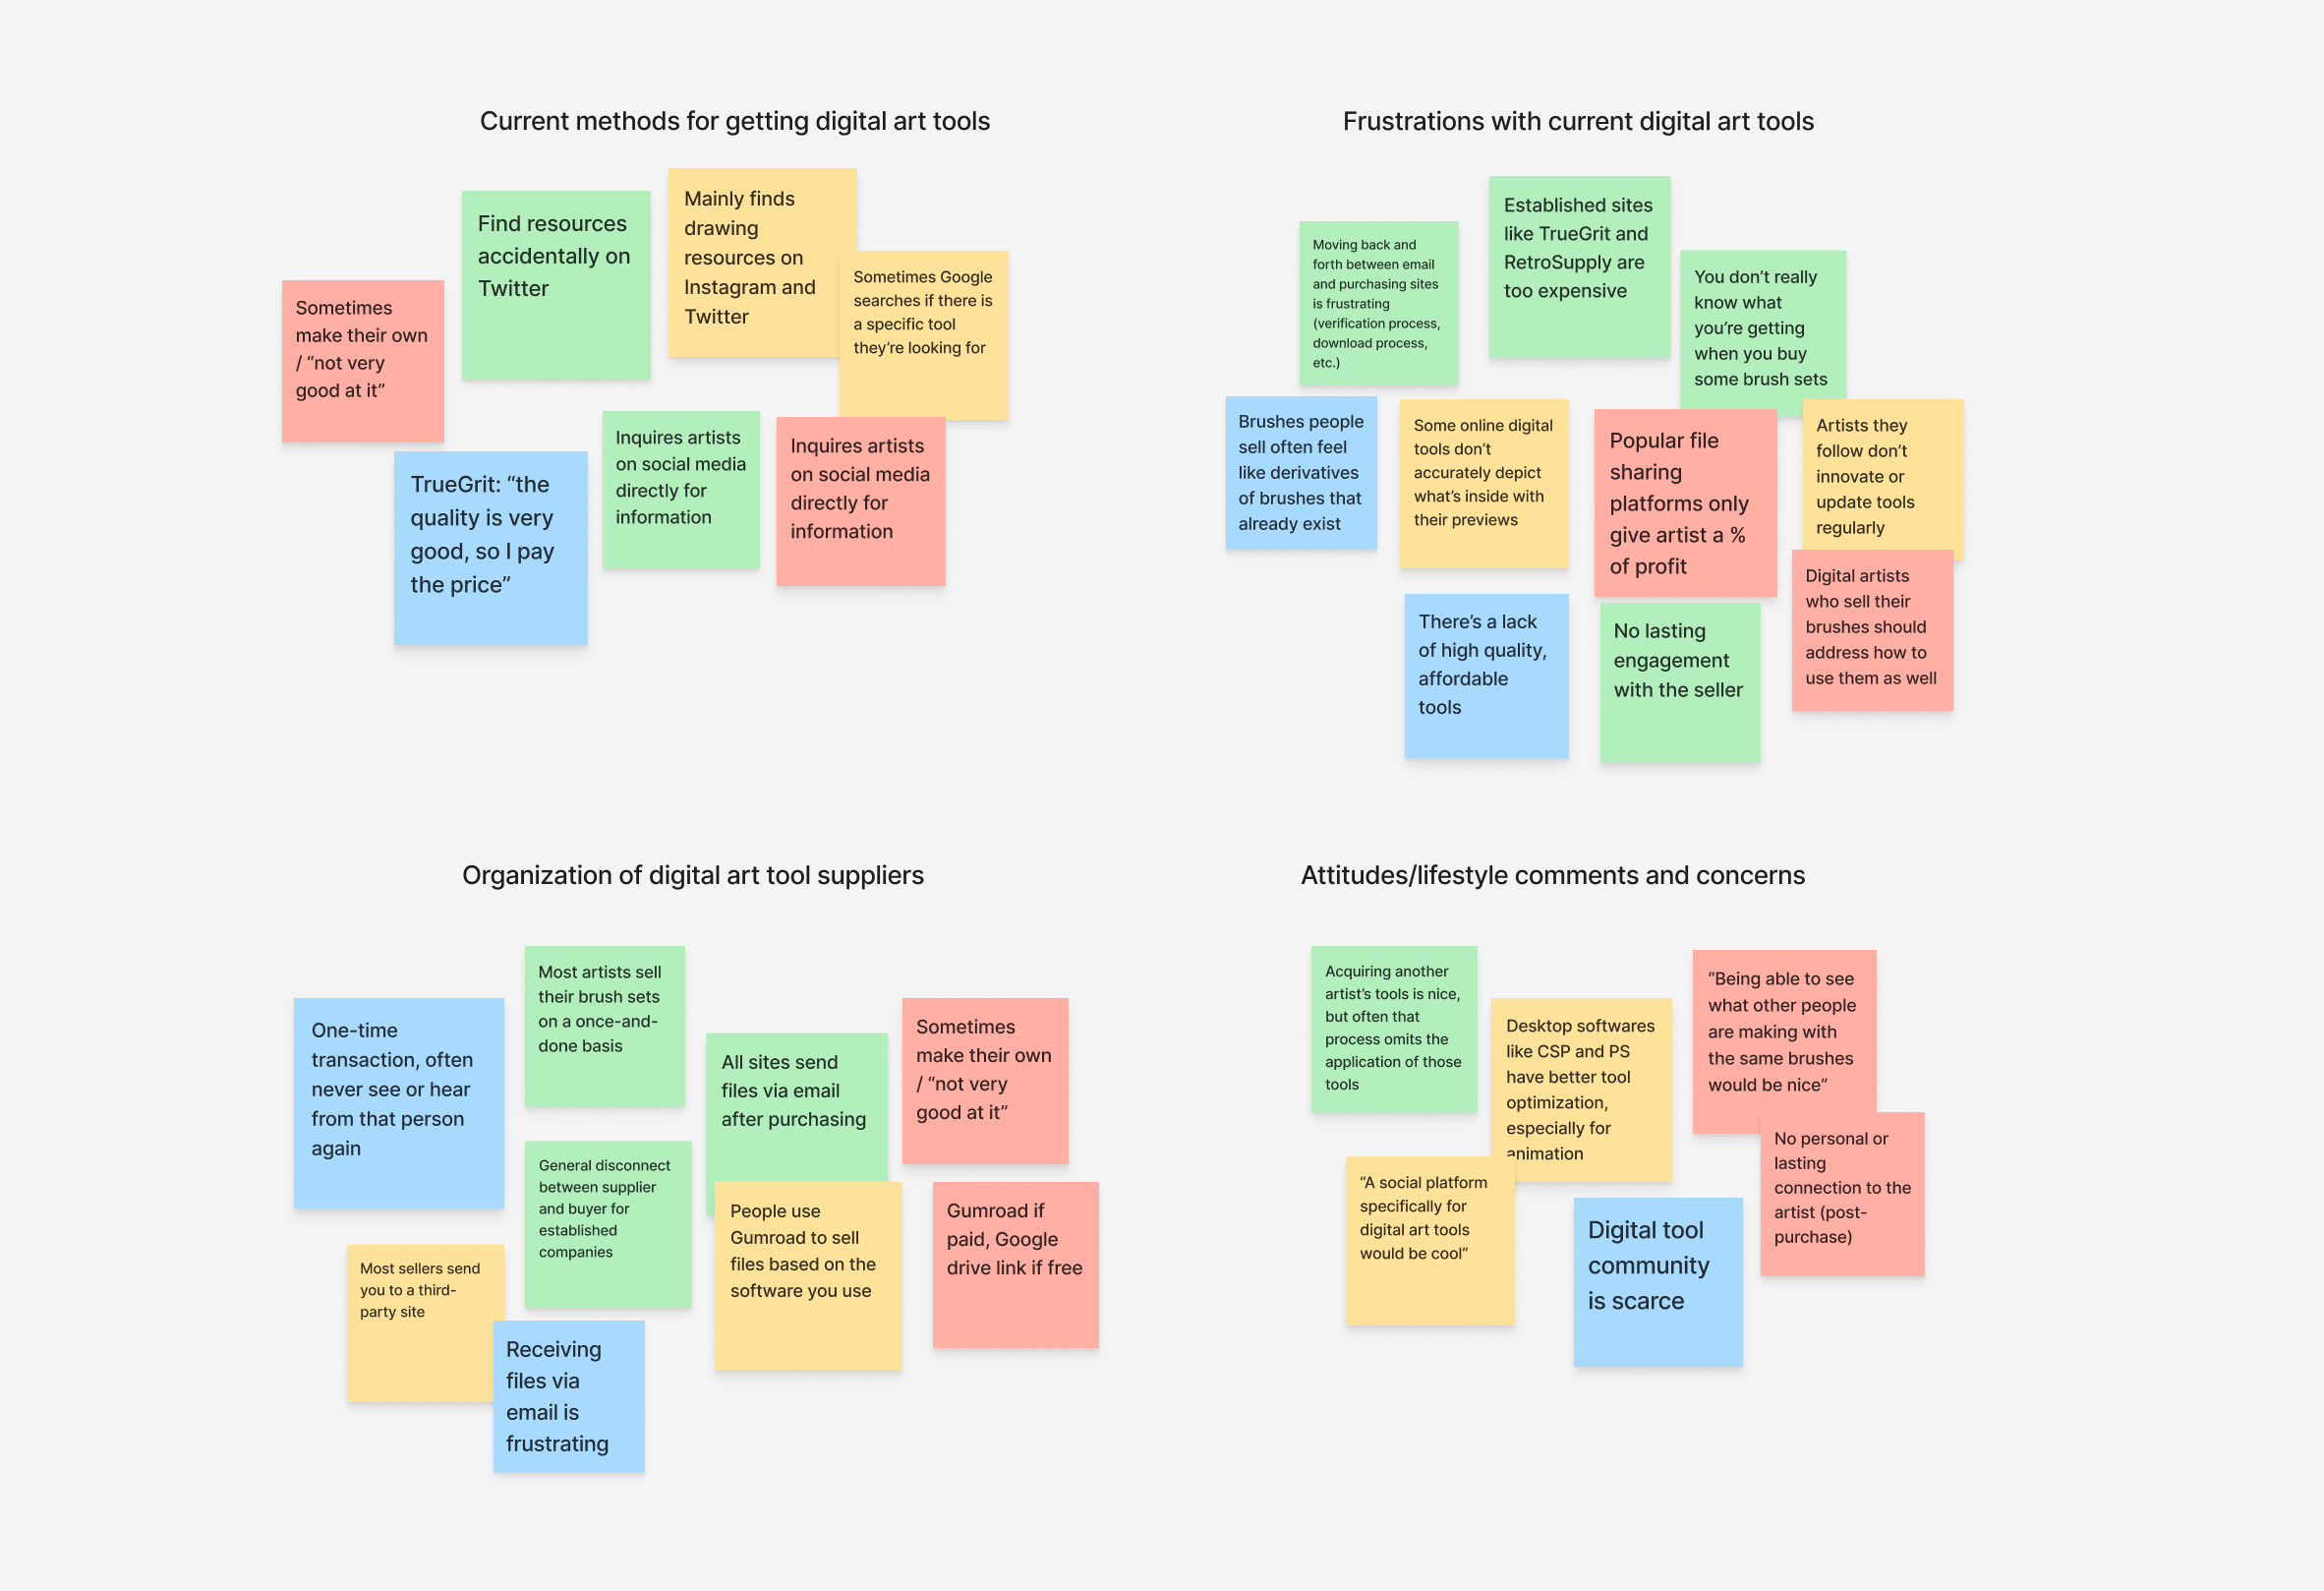 Current methods for getting digital art tools
Sometimes
make their own
/ “not very
good at it”
Find resources
accidentally on
Twitter
Mainly finds
drawing
resources on
Instagram and
Twitter
Sometimes Google
searches if there is
a specific tool
they’re looking for
TrueGrit: “the
quality is very
good, so I pay
the price”
Inquires artists
on social media
directly for
information
Inquires artists
on social media
directly for
information
Frustrations with current digital art tools
Moving back and
forth between email
and purchasing sites
is frustrating
(verification process,
download process,
etc.)
Established sites
like TrueGrit and
RetroSupply are
too expensive
You don’t really
know what
you’re getting
when you buy
some brush sets
Brushes people
sell often feel
like derivatives
of brushes that
already exist
Some online digital
tools don’t
accurately depict
what’s inside with
their previews
Popular file
sharing
platforms only
give artist a %
of profit
Artists they
follow don’t
innovate or
update tools
regularly
There’s a lack
of high quality,
affordable
tools
No lasting
engagement
with the seller
Digital artists
who sell their
brushes should
address how to
use them as well
Organization of digital art tool suppliers
One-time
transaction, often
never see or hear
from that person
again
Most artists sell
their brush sets
on a once-and-
done basis
All sites send
files via email
after purchasing
Sometimes
make their own
/ “not very
good at it”
General disconnect
between supplier
and buyer for
established
companies
People use
Gumroad to sell
files based on the
software you use
Gumroad if
paid, Google
drive link if free
Most sellers send
you to a third-
party site
Receiving
files via
email is
frustrating
Attitudes/lifestyle comments and concerns
Acquiring another
artist’s tools is nice,
but often that
process omits the
application of those
tools
Desktop softwares
like CSP and PS
have better tool
optimization,
especially for
animation
“Being able to see
what other people
are making with
the same brushes
would be nice”
“A social platform
specifically for
digital art tools
would be cool”
Digital tool
community
is scarce
No personal or
lasting
connection to the
artist (post-
purchase)